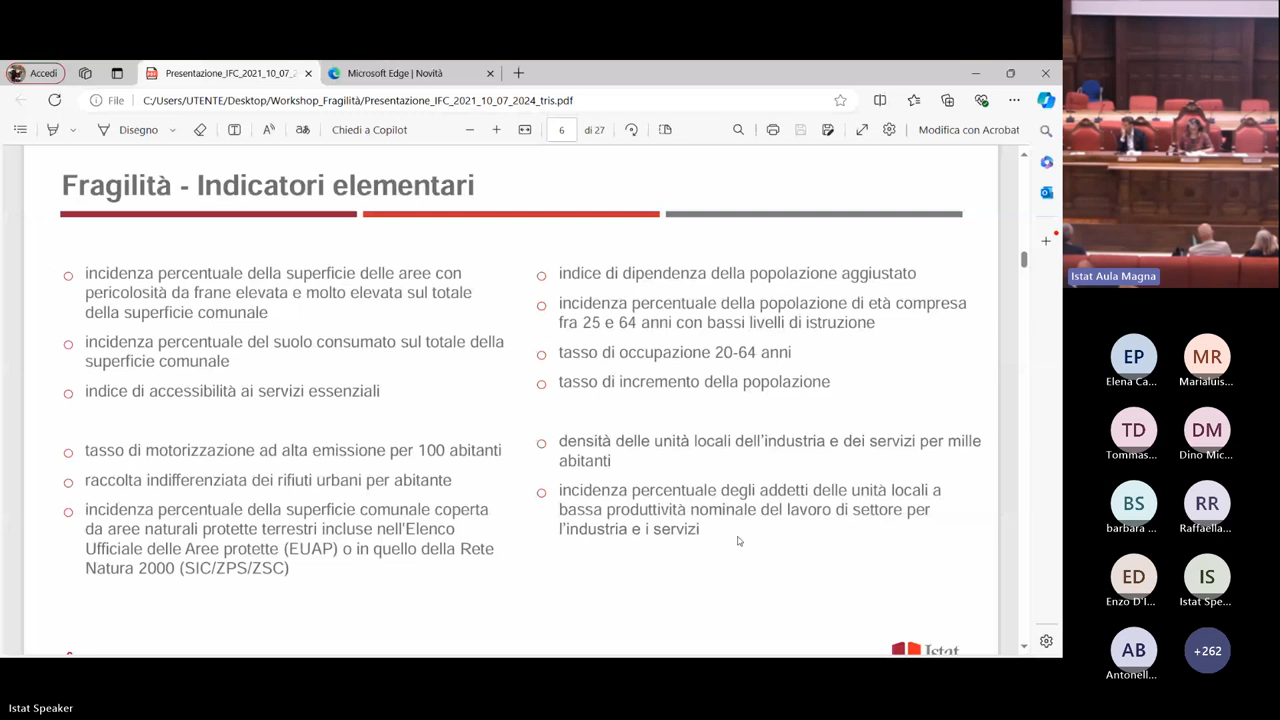 Accedi
Presentazione_IFC_2021_10_07_2
Microsoft Edge | Novità
File
C:/Users/UTENTE/Desktop/Workshop_Fragilità/Presentazione_IFC_2021_10_07_2024_tris.pdf
Disegno
Chiedi a Copilot
6 di 27
Modifica con Acrobat
Fragilità - Indicatori elementari
incidenza percentuale della superficie delle aree con
pericolosità da frane elevata e molto elevata sul totale
della superficie comunale
incidenza percentuale del suolo consumato sul totale della
superficie comunale
indice di accessibilità ai servizi essenziali
tasso di motorizzazione ad alta emissione per 100 abitanti
raccolta indifferenziata dei rifiuti urbani per abitante
incidenza percentuale della superficie comunale coperta
da aree naturali protette terrestri incluse nell'Elenco
Ufficiale delle Aree protette (EUAP) o in quello della Rete
Natura 2000 (SIC/ZPS/ZSC)
indice di dipendenza della popolazione aggiustato
incidenza percentuale della popolazione di età compresa
fra 25 e 64 anni con bassi livelli di istruzione
tasso di occupazione 20-64 anni
tasso di incremento della popolazione
densità delle unità locali dell'industria e dei servizi per mille
abitanti
incidenza percentuale degli addetti delle unità locali a
bassa produttività nominale del lavoro di settore per
l'industria e i servizi
Istat
Istat Aula Magna
EP
Elena Ca...
MR
Marialuis...
TD
Tommas...
DM
Dino Mic...
BS
barbara ...
RR
Raffaella...
ED
Enzo D'I...
IS
Istat Spe...
AB
Antonell...
+262
Istat Speaker